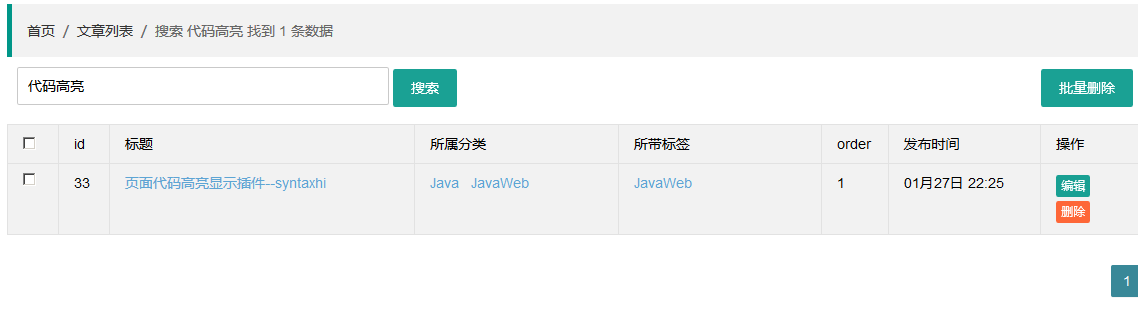 首页 / 文章列表 / 搜索 代码高亮 找到 1 条数据
代码高亮 搜索 批量删除
id 标题 所属分类 所带标签 order 发布时间 操作
33 页面代码高亮显示插件--syntaxhi Java JavaWeb JavaWeb 1 01月27日 22:25 编辑
删除
1